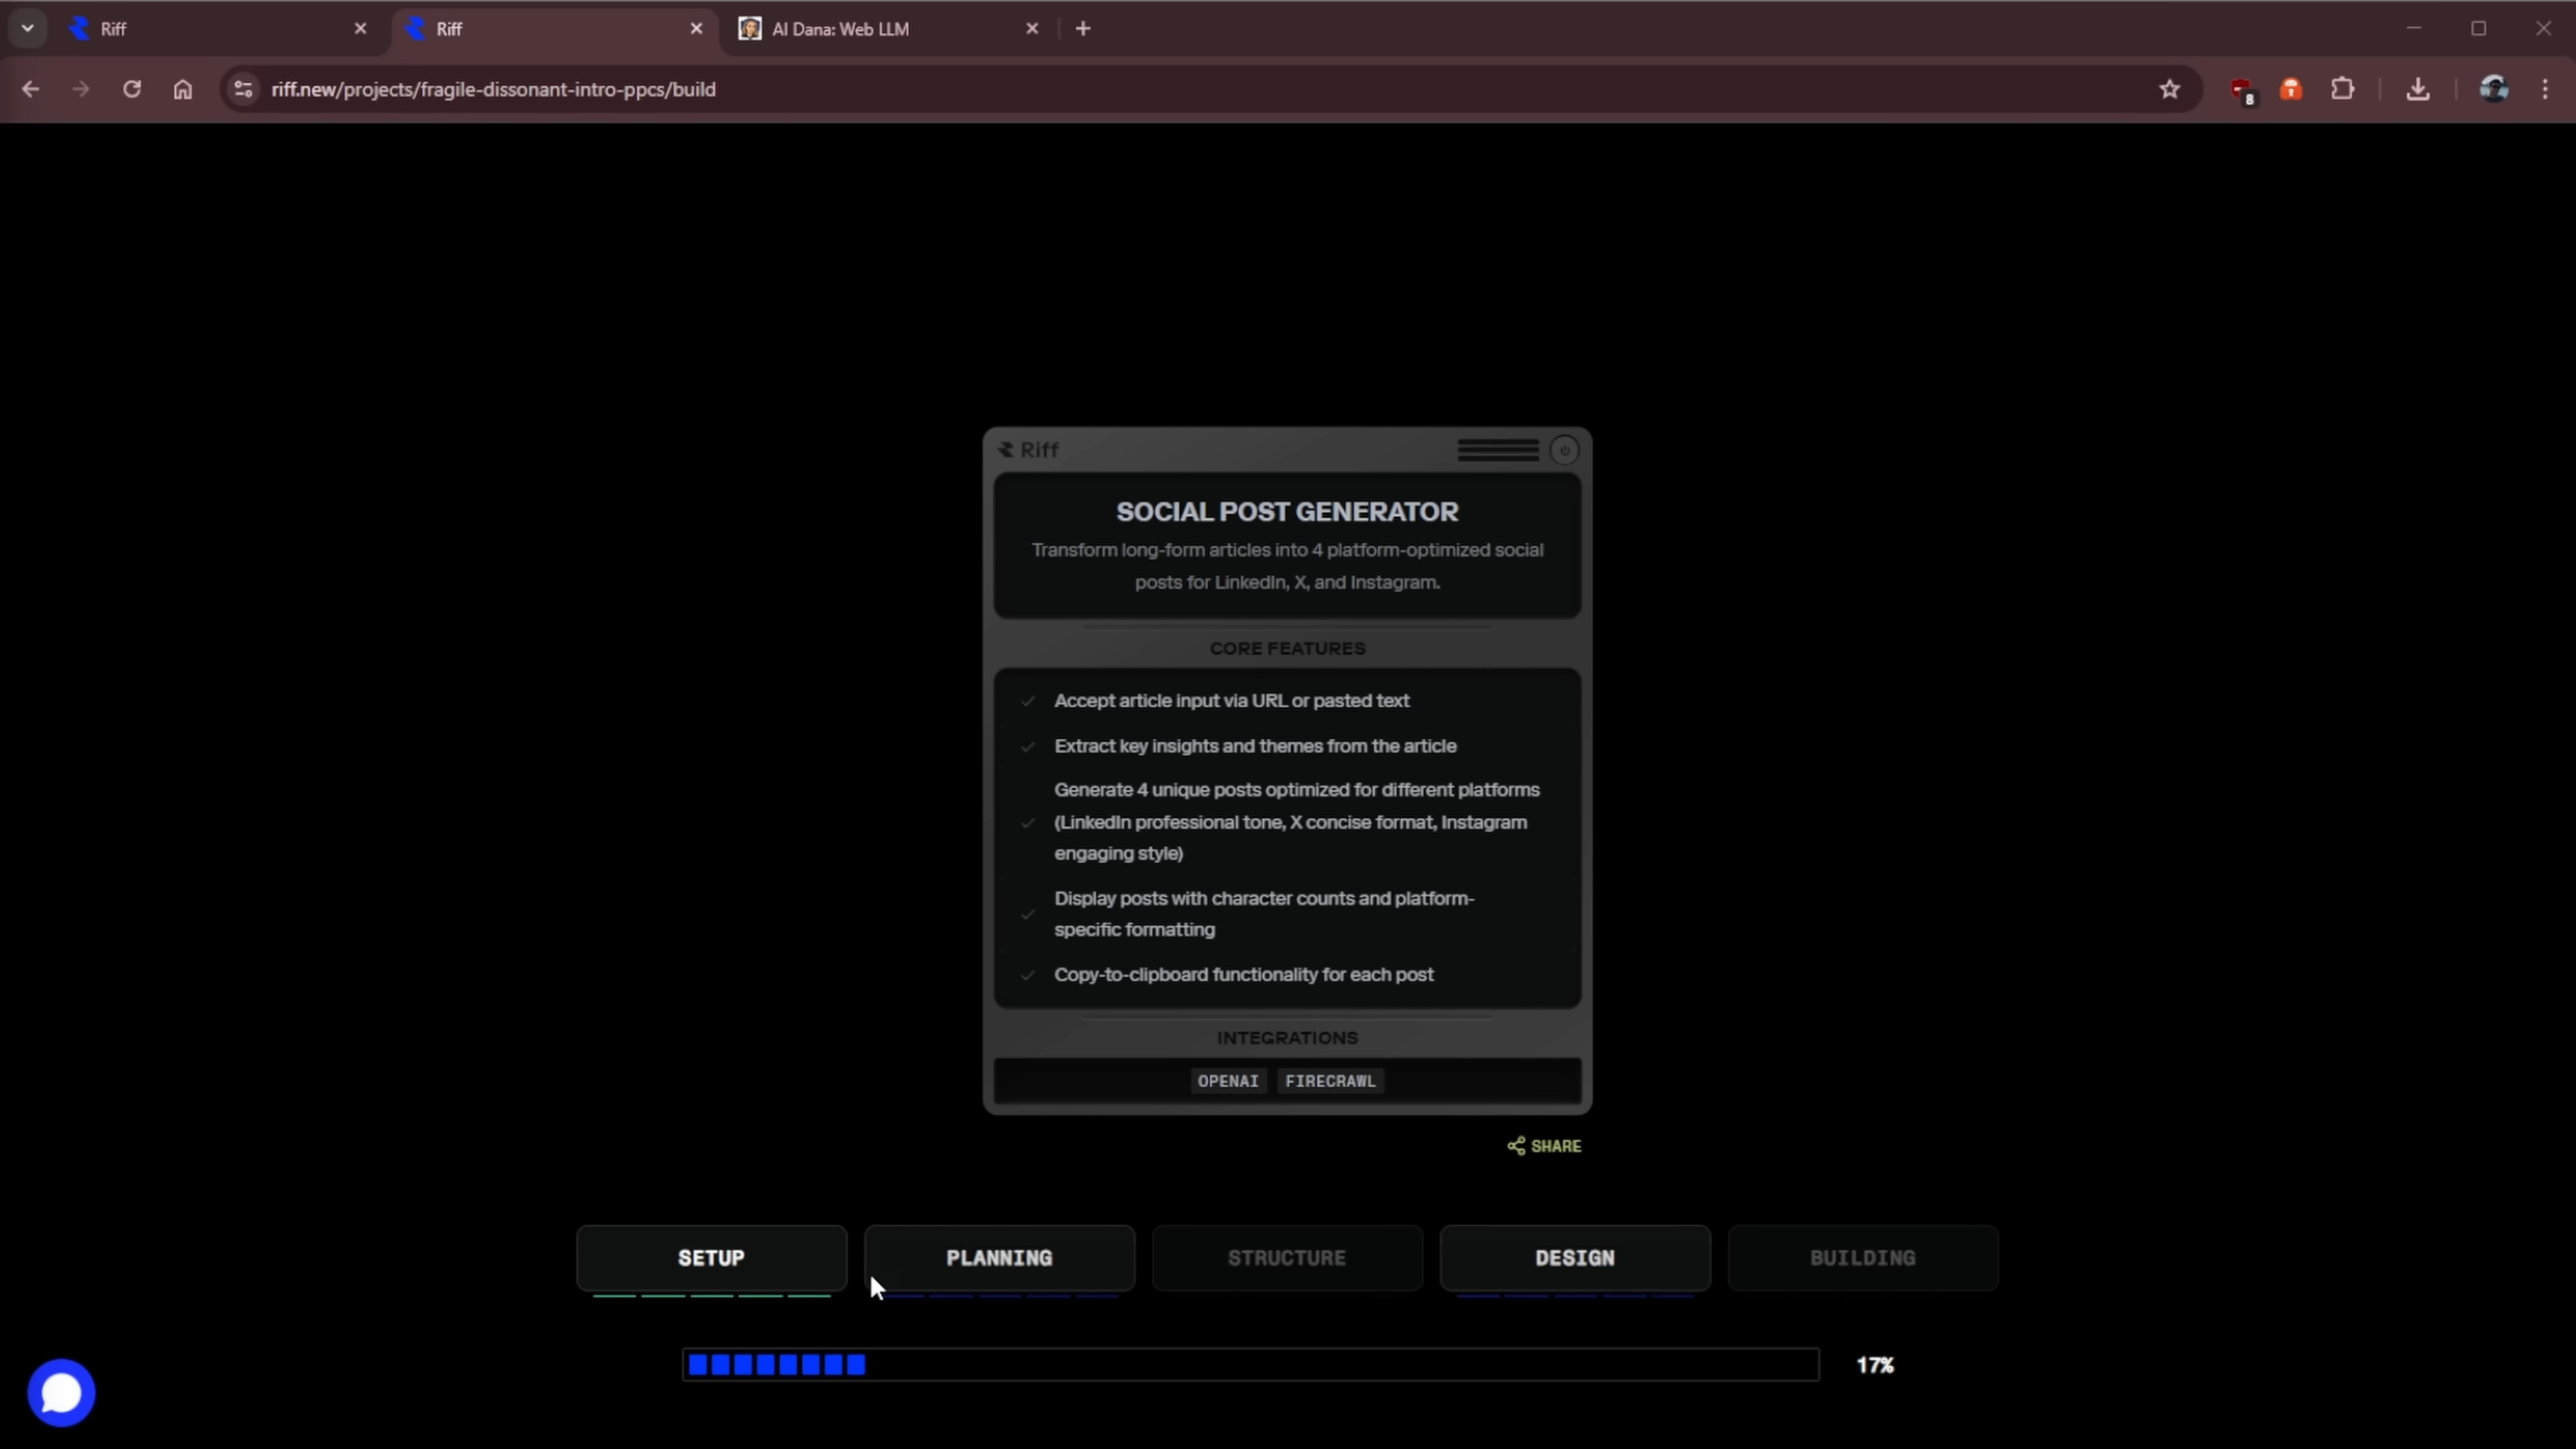 Riff
Riff
AI Dana: Web LLM
riff.new/projects/fragile-dissonant-intro-ppcs/build
8
Riff
SOCIAL POST GENERATOR
Transform long-form articles into 4 platform-optimized social
posts for LinkedIn, X, and Instagram.
CORE FEATURES
Accept article input via URL or pasted text
Extract key insights and themes from the article
Generate 4 unique posts optimized for different platforms
(LinkedIn professional tone, X concise format, Instagram
engaging style)
Display posts with character counts and platform-
specific formatting
Copy-to-clipboard functionality for each post
INTEGRATIONS
OPENAI FIRECRAWL
SHARE
SETUP PLANNING STRUCTURE DESIGN BUILDING
17%